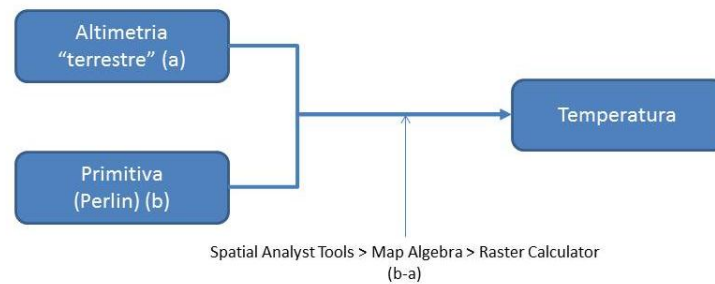 Altimetria
“terrestre” (a)
Temperatura
Primitiva
(Perlin) (b)
Spatial Analyst Tools > Map Algebra > Raster Calculator
(b-a)